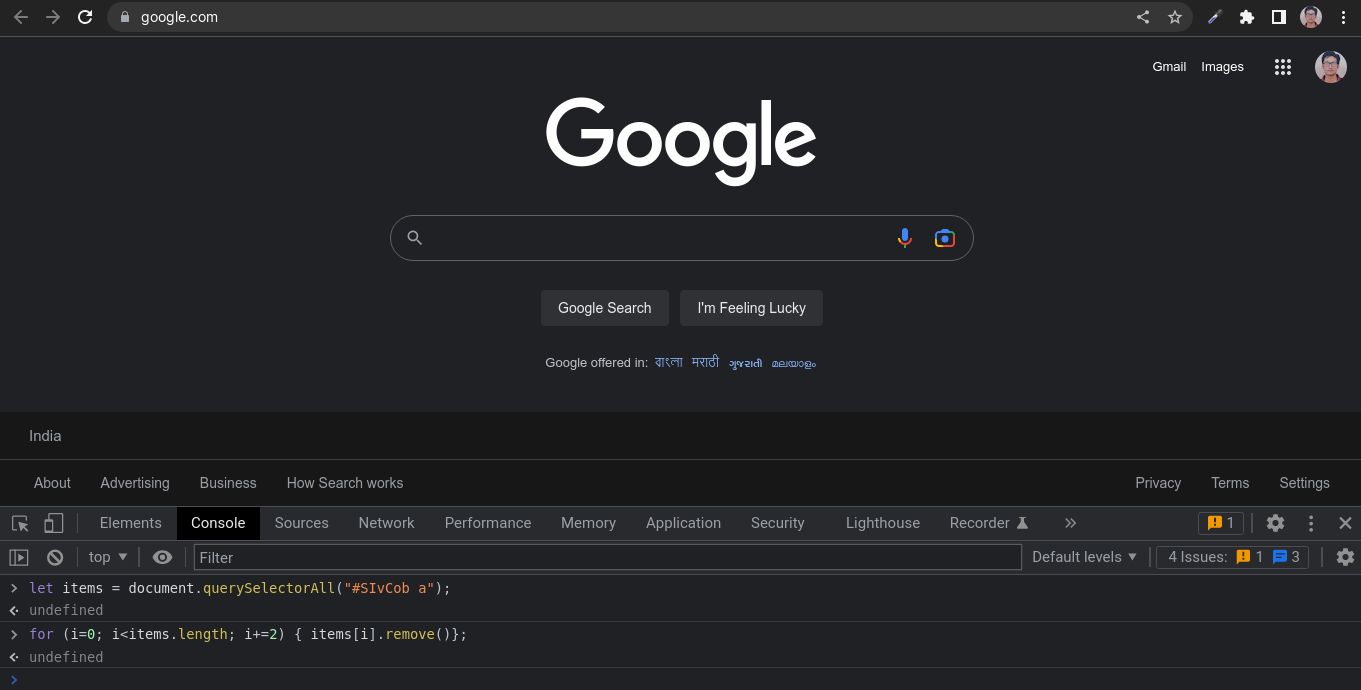 google.com
Gmail Images
Google
Google Search I'm Feeling Lucky
Google offered in: বাংলা मराठी ગુજરાતી മലയാളം
India
About Advertising Business How Search works Privacy Terms Settings
Elements Console Sources Network Performance Memory Application Security Lighthouse Recorder 1
top Filter Default levels 4 Issues: 1 3
let items = document.querySelectorAll("#SIvCob a");
undefined
for (i=0; i<items.length; i+=2) { items[i].remove()};
undefined